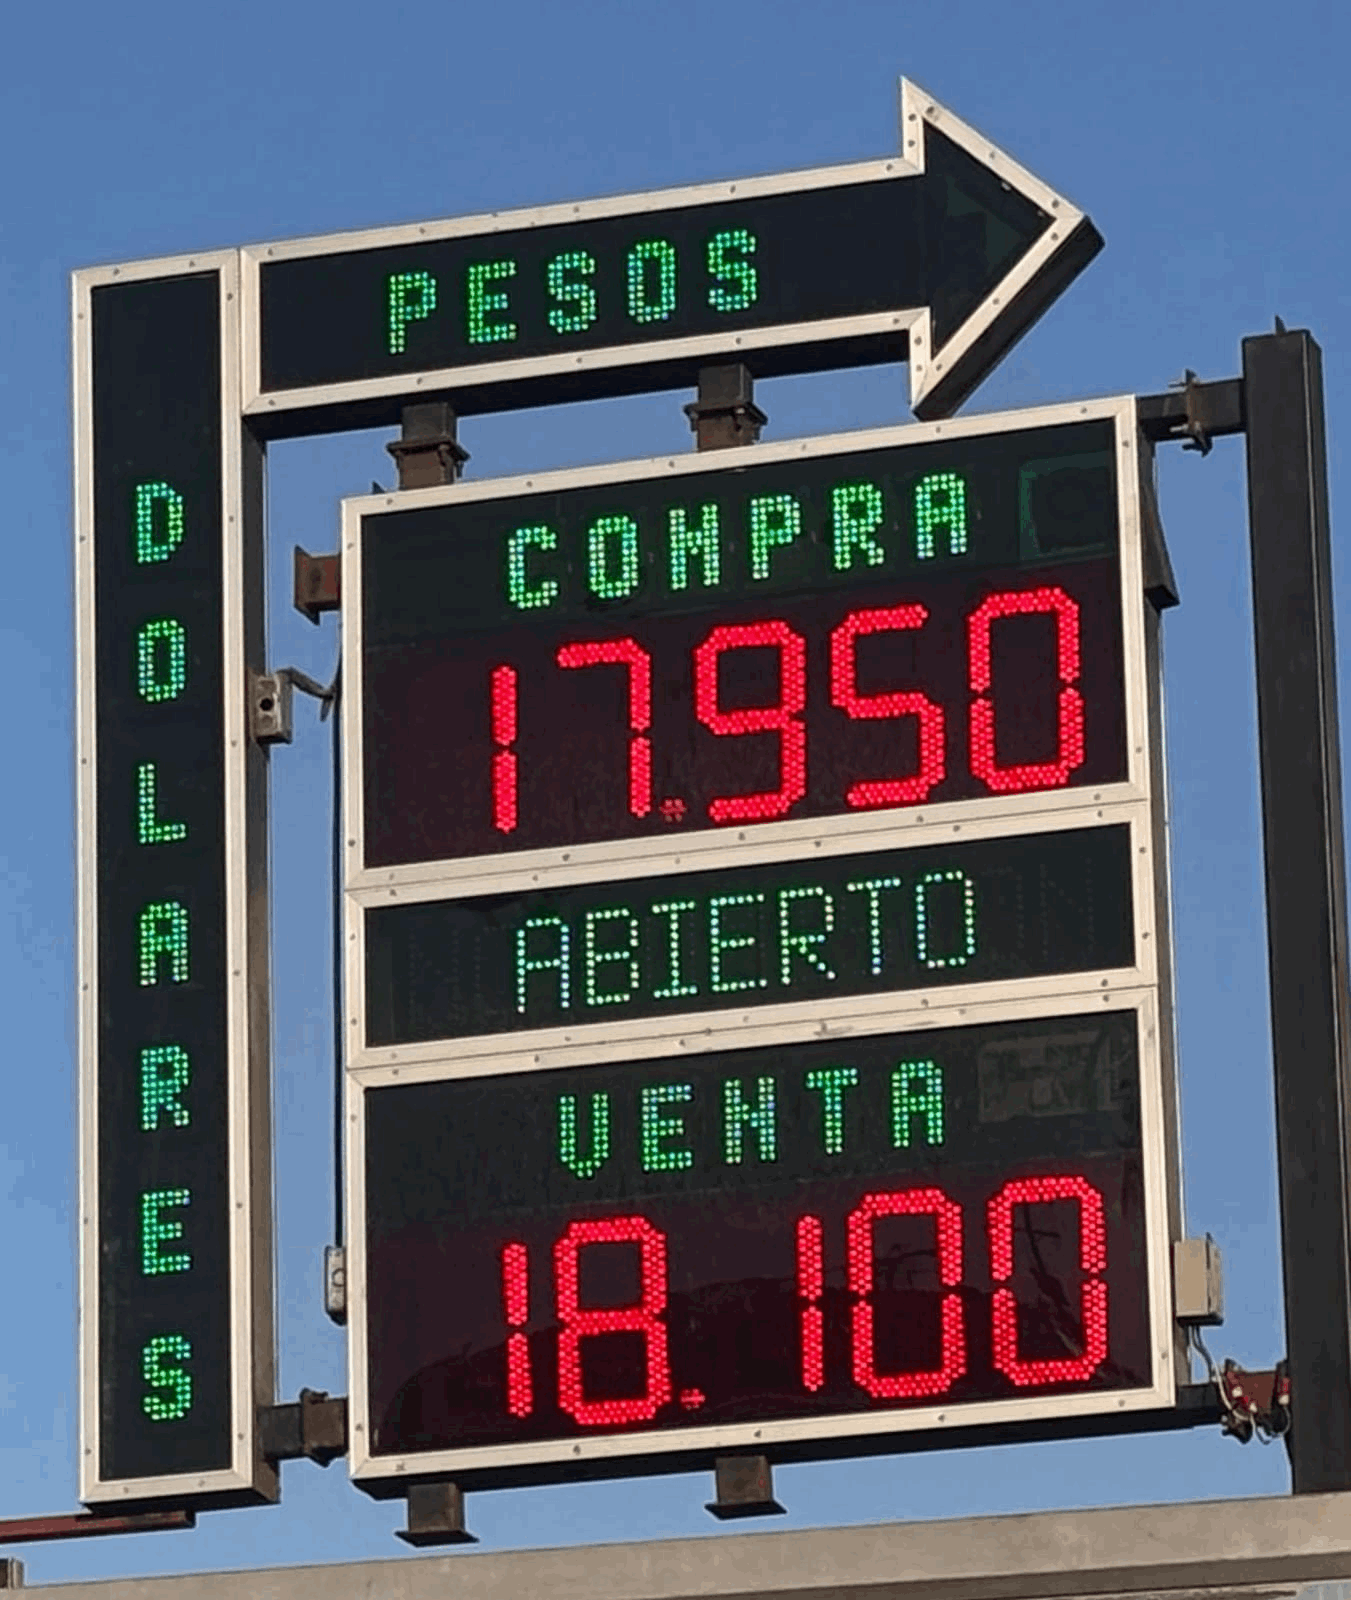 PESOS
DOLARES
COMPRA
17.950
ABIERTO
VENTA
18.100